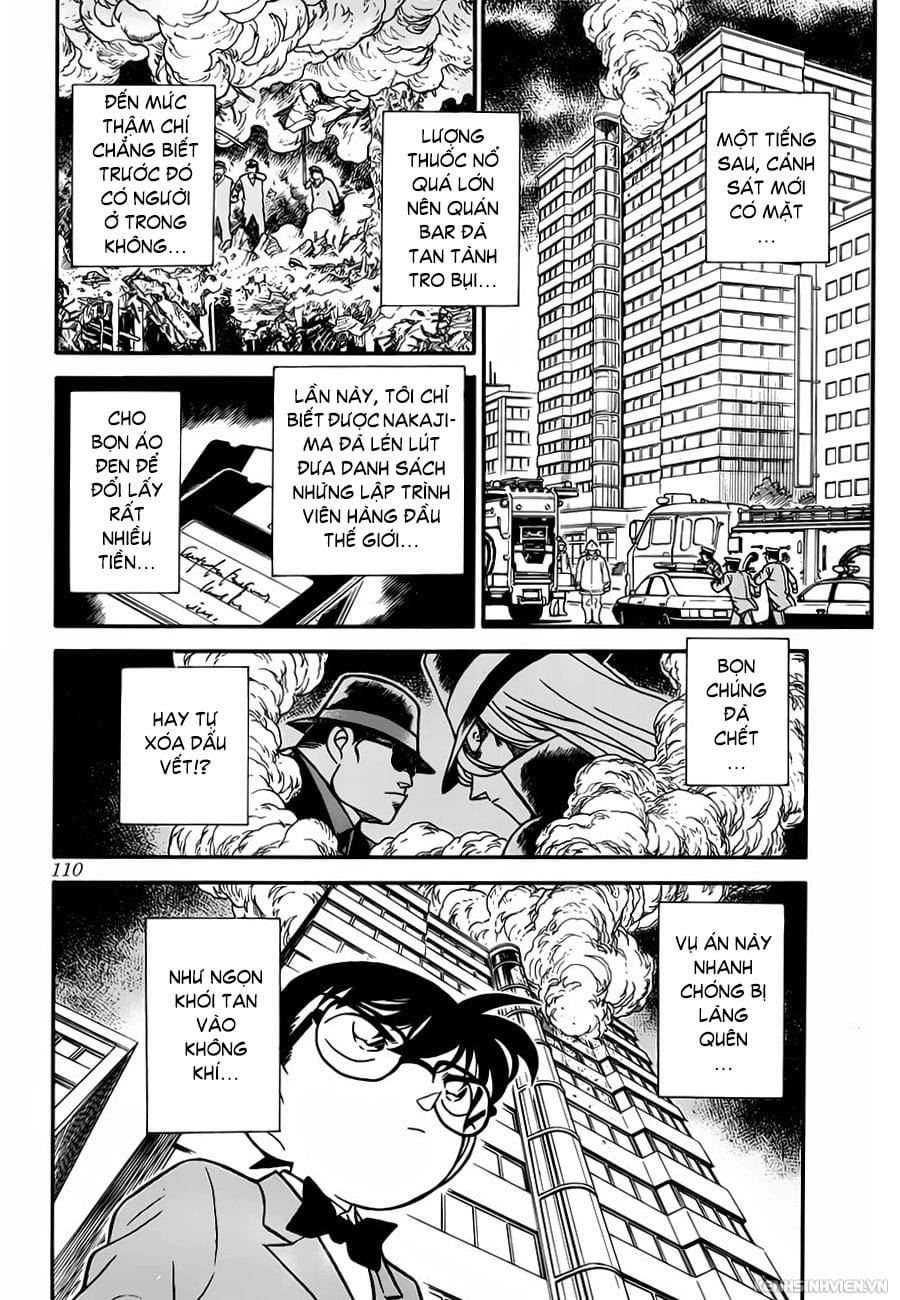 MỘT TIẾNG
SAU, CẢNH
SÁT MỚI
CÓ MẶT
...
LƯỢNG
THUỐC NỔ
QUÁ LỚN
NÊN QUÁN
BAR ĐÃ
TAN TÀNH
TRO BỤI...
ĐẾN MỨC
THẬM CHÍ
CHẲNG BIẾT
TRƯỚC ĐÓ
CÓ NGƯỜI
Ở TRONG
KHÔNG...
LẦN NÀY, TÔI CHỈ
BIẾT ĐƯỢC NAKAJI-
MA ĐÃ LÉN LÚT
ĐƯA DANH SÁCH
NHỮNG LẬP TRÌNH
VIÊN HÀNG ĐẦU
THẾ GIỚI...
CHO
BỌN ÁO
ĐEN ĐỂ
ĐỔI LẤY
RẤT
NHIỀU
TIỀN...
BỌN
CHÚNG
ĐÃ
CHẾT
...
HAY TỰ
XÓA DẤU
VẾT!?
110
VỤ ÁN NÀY
NHANH
CHÓNG BỊ
LÃNG
QUÊN
...
NHƯ NGỌN
KHÓI TAN
VÀO
KHÔNG
KHÍ...
KENHSINHVIEN.VN